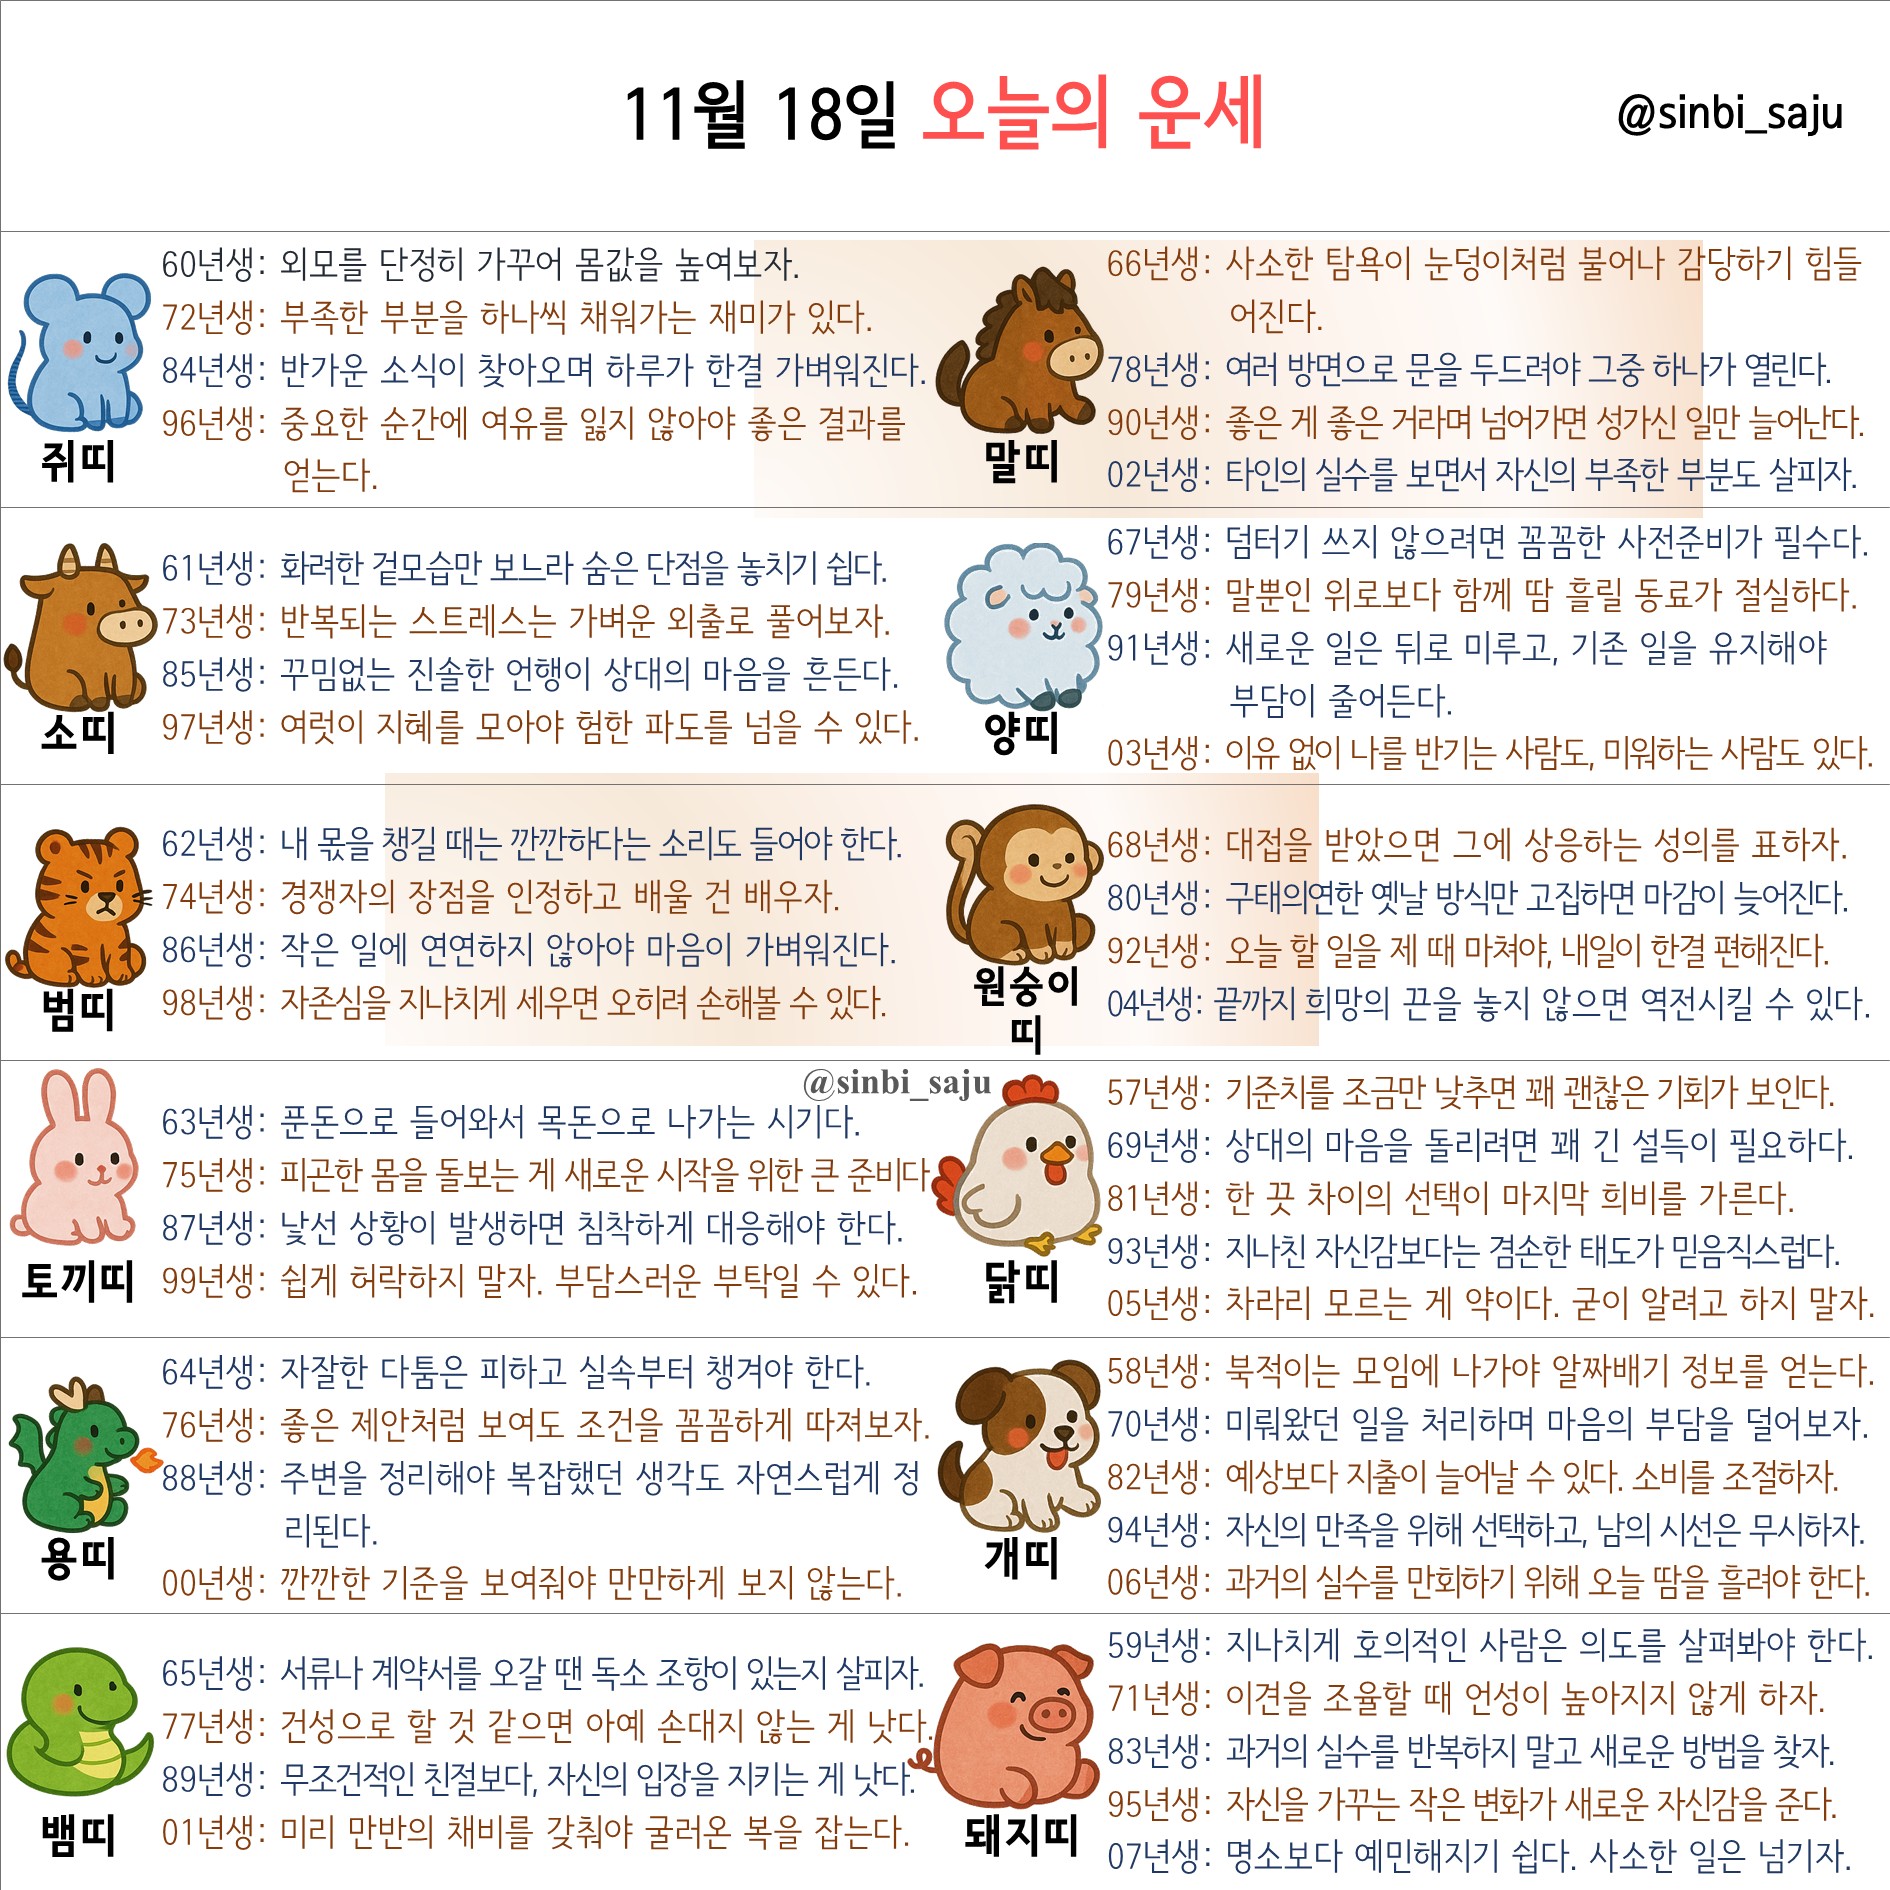 11월 18일 오늘의 운세
@sinbi_saju
60년생: 외모를 단정히 가꾸어 몸값을 높여보자.
72년생: 부족한 부분을 하나씩 채워가는 재미가 있다.
84년생: 반가운 소식이 찾아오며 하루가 한결 가벼워진다.
96년생: 중요한 순간에 여유를 잃지 않아야 좋은 결과를
얻는다.
쥐띠
66년생: 사소한 탐욕이 눈덩이처럼 불어나 감당하기 힘들
어진다.
78년생: 여러 방면으로 문을 두드려야 그중 하나가 열린다.
90년생: 좋은 게 좋은 거라며 넘어가면 성가신 일만 늘어난다.
02년생: 타인의 실수를 보면서 자신의 부족한 부분도 살피자.
말띠
61년생: 화려한 겉모습만 보느라 숨은 단점을 놓치기 쉽다.
73년생: 반복되는 스트레스는 가벼운 외출로 풀어보자.
85년생: 꾸밈없는 진솔한 언행이 상대의 마음을 흔든다.
97년생: 여럿이 지혜를 모아야 험한 파도를 넘을 수 있다.
소띠
67년생: 덤터기 쓰지 않으려면 꼼꼼한 사전준비가 필수다.
79년생: 말뿐인 위로보다 함께 땀 흘릴 동료가 절실하다.
91년생: 새로운 일은 뒤로 미루고, 기존 일을 유지해야
부담이 줄어든다.
03년생: 이유 없이 나를 반기는 사람도, 미워하는 사람도 있다.
양띠
62년생: 내 몫을 챙길 때는 깐깐하다는 소리도 들어야 한다.
74년생: 경쟁자의 장점을 인정하고 배울 건 배우자.
86년생: 작은 일에 연연하지 않아야 마음이 가벼워진다.
98년생: 자존심을 지나치게 세우면 오히려 손해볼 수 있다.
범띠
68년생: 대접을 받았으면 그에 상응하는 성의를 표하자.
80년생: 구태의연한 옛날 방식만 고집하면 마감이 늦어진다.
92년생: 오늘 할 일을 제 때 마쳐야, 내일이 한결 편해진다.
04년생: 끝까지 희망의 끈을 놓지 않으면 역전시킬 수 있다.
원숭이
띠
@sinbi_saju
63년생: 푼돈으로 들어와서 목돈으로 나가는 시기다.
75년생: 피곤한 몸을 돌보는 게 새로운 시작을 위한 큰 준비다
87년생: 낯선 상황이 발생하면 침착하게 대응해야 한다.
99년생: 쉽게 허락하지 말자. 부담스러운 부탁일 수 있다.
토끼띠
57년생: 기준치를 조금만 낮추면 꽤 괜찮은 기회가 보인다.
69년생: 상대의 마음을 돌리려면 꽤 긴 설득이 필요하다.
81년생: 한 끗 차이의 선택이 마지막 희비를 가른다.
93년생: 지나친 자신감보다는 겸손한 태도가 믿음직스럽다.
05년생: 차라리 모르는 게 약이다. 굳이 알려고 하지 말자.
닭띠
64년생: 자잘한 다툼은 피하고 실속부터 챙겨야 한다.
76년생: 좋은 제안처럼 보여도 조건을 꼼꼼하게 따져보자.
88년생: 주변을 정리해야 복잡했던 생각도 자연스럽게 정
리된다.
00년생: 깐깐한 기준을 보여줘야 만만하게 보지 않는다.
용띠
58년생: 북적이는 모임에 나가야 알짜배기 정보를 얻는다.
70년생: 미뤄왔던 일을 처리하며 마음의 부담을 덜어보자.
82년생: 예상보다 지출이 늘어날 수 있다. 소비를 조절하자.
94년생: 자신의 만족을 위해 선택하고, 남의 시선은 무시하자.
06년생: 과거의 실수를 만회하기 위해 오늘 땀을 흘려야 한다.
개띠
65년생: 서류나 계약서를 오갈 땐 독소 조항이 있는지 살피자.
77년생: 건성으로 할 것 같으면 아예 손대지 않는 게 낫다.
89년생: 무조건적인 친절보다, 자신의 입장을 지키는 게 낫다.
01년생: 미리 만반의 채비를 갖춰야 굴러온 복을 잡는다.
뱀띠
59년생: 지나치게 호의적인 사람은 의도를 살펴봐야 한다.
71년생: 이견을 조율할 때 언성이 높아지지 않게 하자.
83년생: 과거의 실수를 반복하지 말고 새로운 방법을 찾자.
95년생: 자신을 가꾸는 작은 변화가 새로운 자신감을 준다.
07년생: 평소보다 예민해지기 쉽다. 사소한 일은 넘기자.
돼지띠